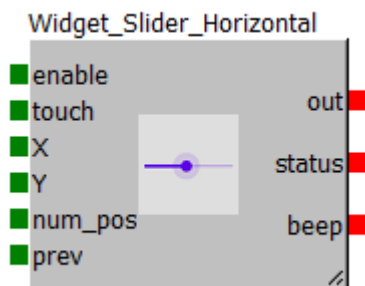 Widget_Slider_Horizontal
enable
touch
X
Y
num_pos
prev
out
status
beep